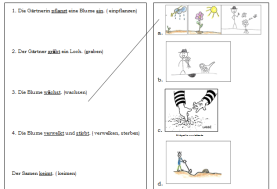 1. Die Gärtnerin pflanzt eine Blume ein. ( einpflanzen)
a.
2. Der Gärtner gräbt ein Loch. (graben)
b.
3. Die Blume wächst. (wachsen)
c.
4. Die Blume verwelkt und stirbt. ( verwelken, sterben)
d.
Der Samen keimt. ( keimen)